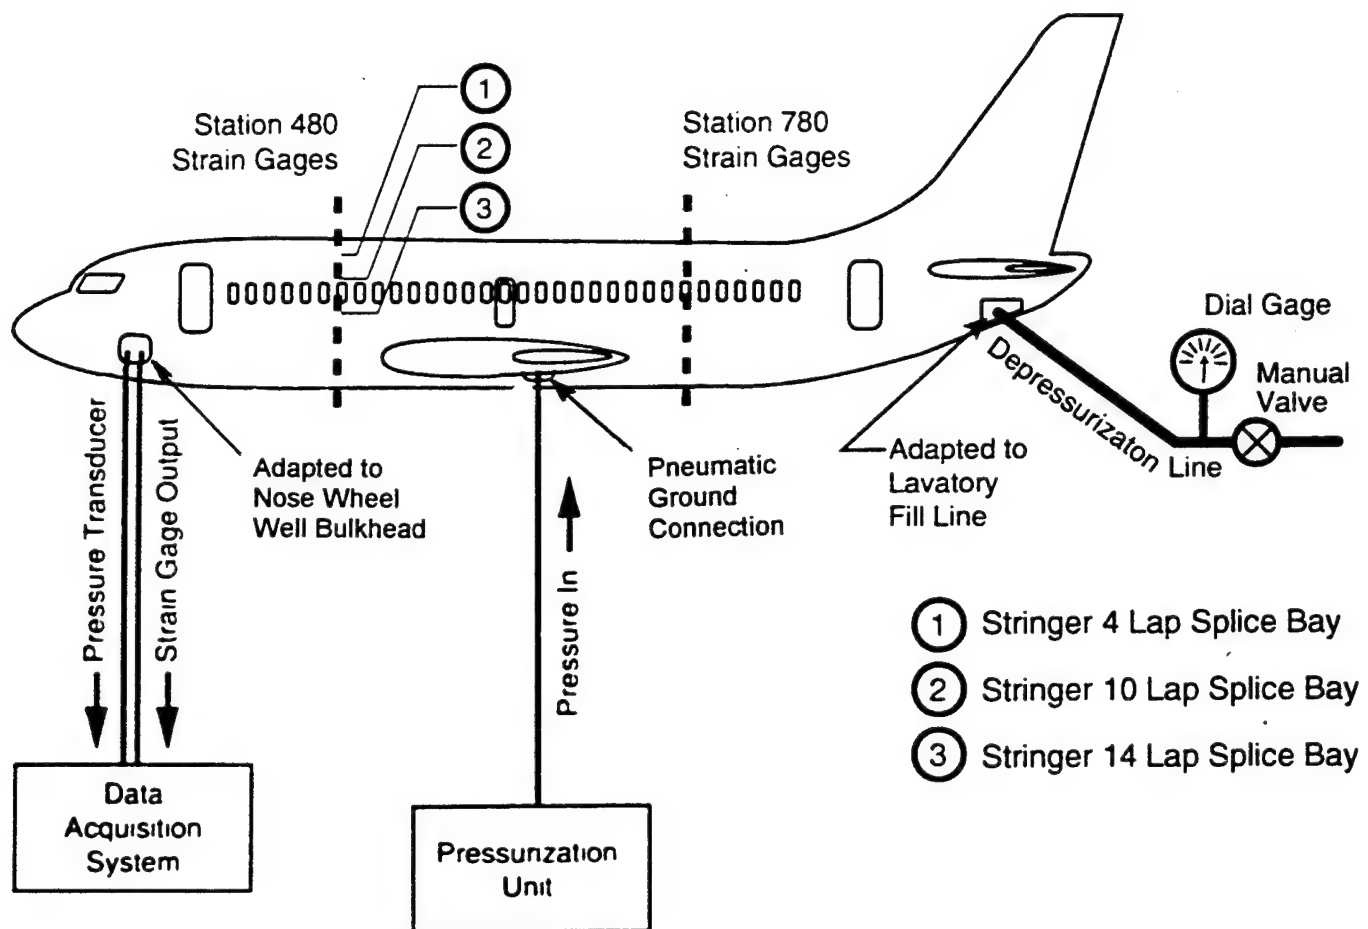 Station 480
Strain Gages
1
2
3
Station 780
Strain Gages
Dial Gage
Manual
Valve
Depressurizaton Line
Adapted to
Nose Wheel
Well Bulkhead
Pneumatic
Ground
Connection
Adapted to
Lavatory
Fill Line
Pressure Transducer
Strain Gage Output
Pressure In
1 Stringer 4 Lap Splice Bay
2 Stringer 10 Lap Splice Bay
3 Stringer 14 Lap Splice Bay
Data
Acquisition
System
Pressurization
Unit